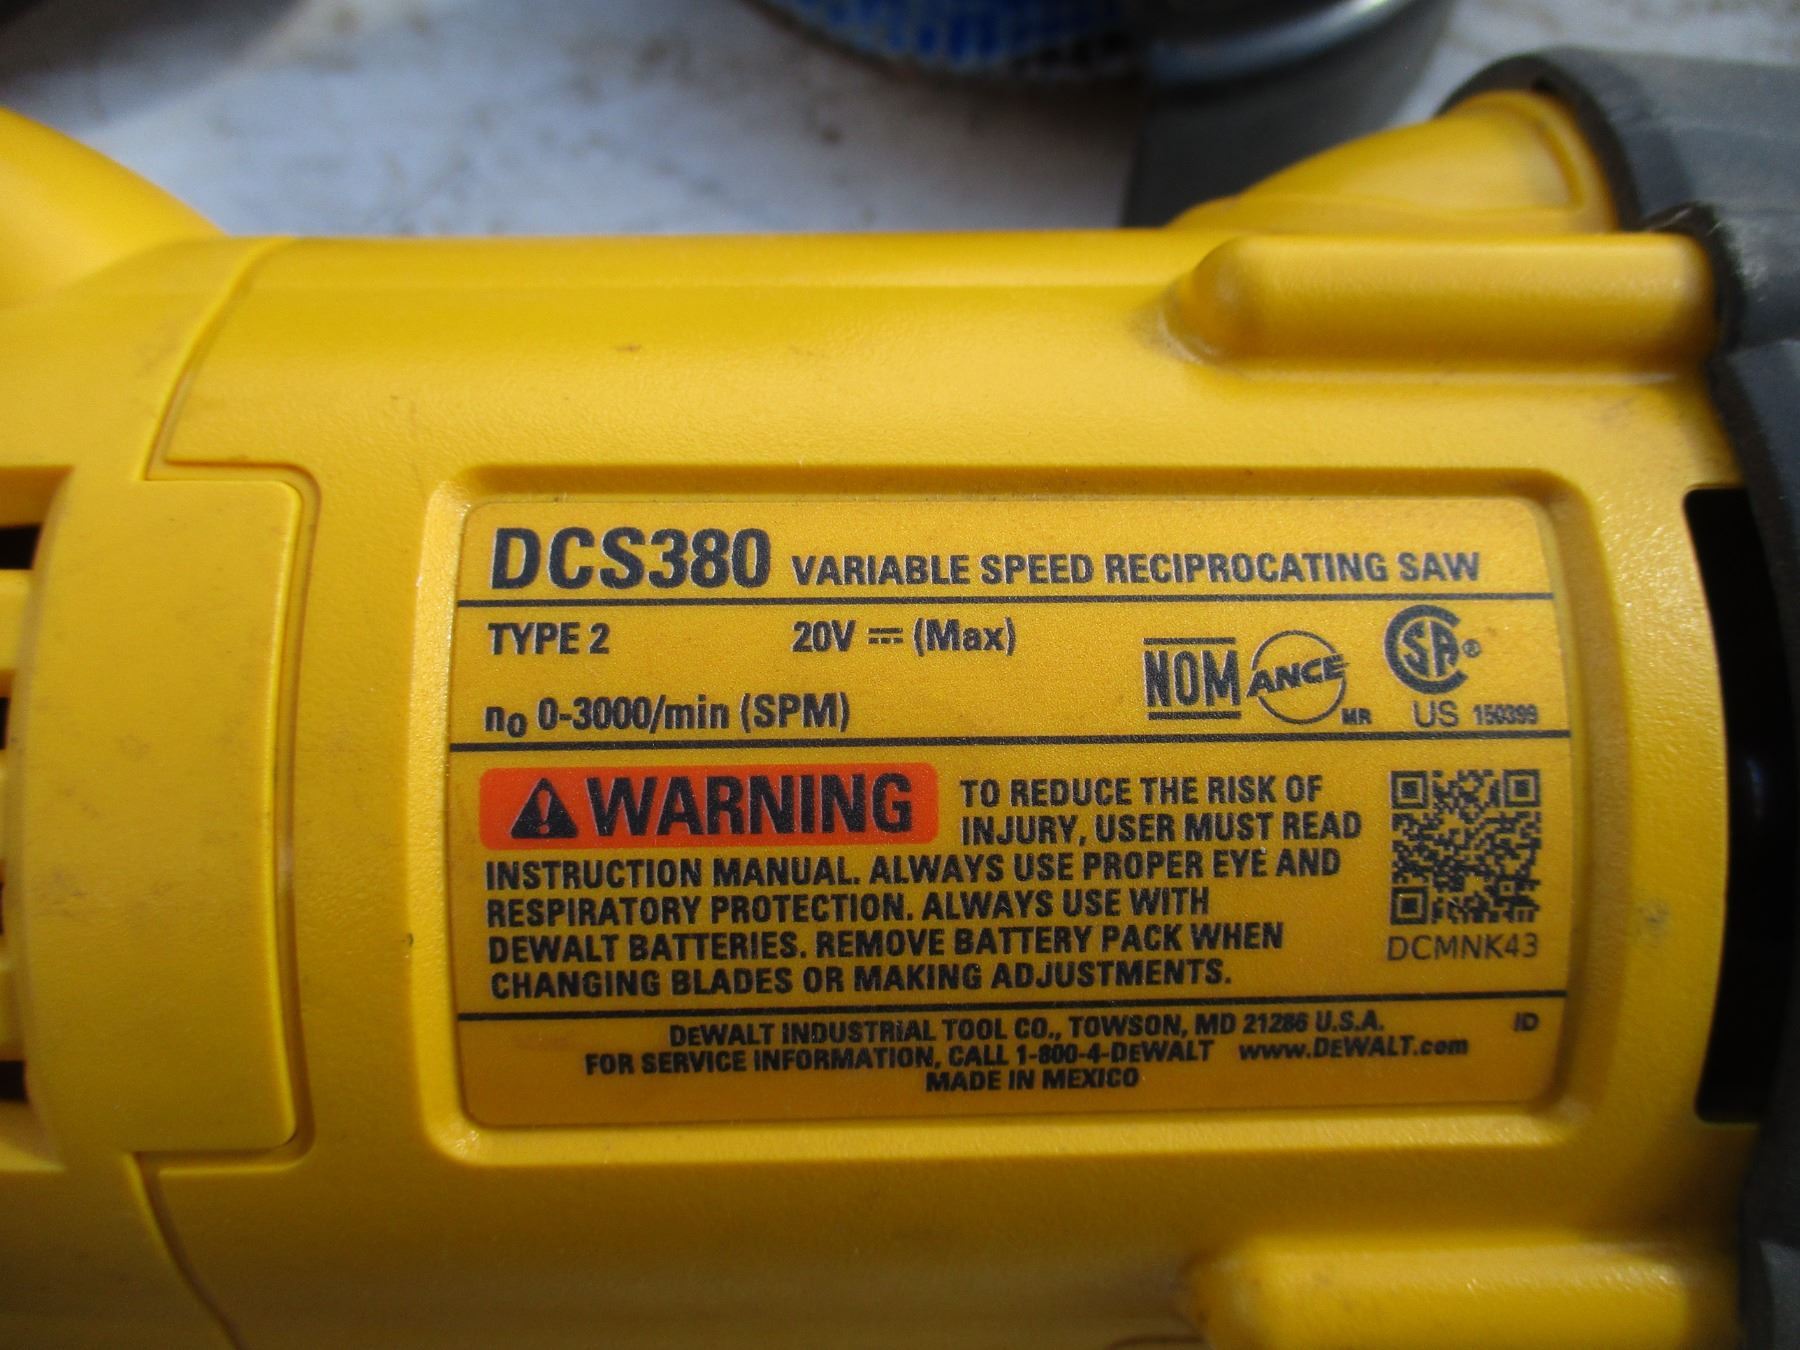 DCS380 VARIABLE SPEED RECIPROCATING SAW
TYPE 2 20V ⎓ (Max)
NOM ANCE MR CSA® US 150399
n₀ 0-3000/min (SPM)
WARNING TO REDUCE THE RISK OF
INJURY, USER MUST READ
INSTRUCTION MANUAL. ALWAYS USE PROPER EYE AND
RESPIRATORY PROTECTION. ALWAYS USE WITH
DEWALT BATTERIES. REMOVE BATTERY PACK WHEN
CHANGING BLADES OR MAKING ADJUSTMENTS.
DCMNK43
DEWALT INDUSTRIAL TOOL CO., TOWSON, MD 21286 U.S.A. ID
FOR SERVICE INFORMATION, CALL 1-800-4-DEWALT www.DEWALT.com
MADE IN MEXICO